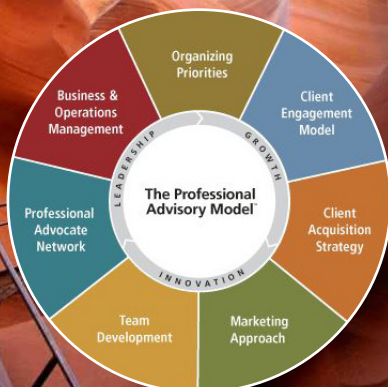 Organizing
Priorities
Client
Engagement
Model
Client
Acquisition
Strategy
Marketing
Approach
Team
Development
Professional
Advocate
Network
Business &
Operations
Management
LEADERSHIP
GROWTH
INNOVATION
The Professional
Advisory Model™